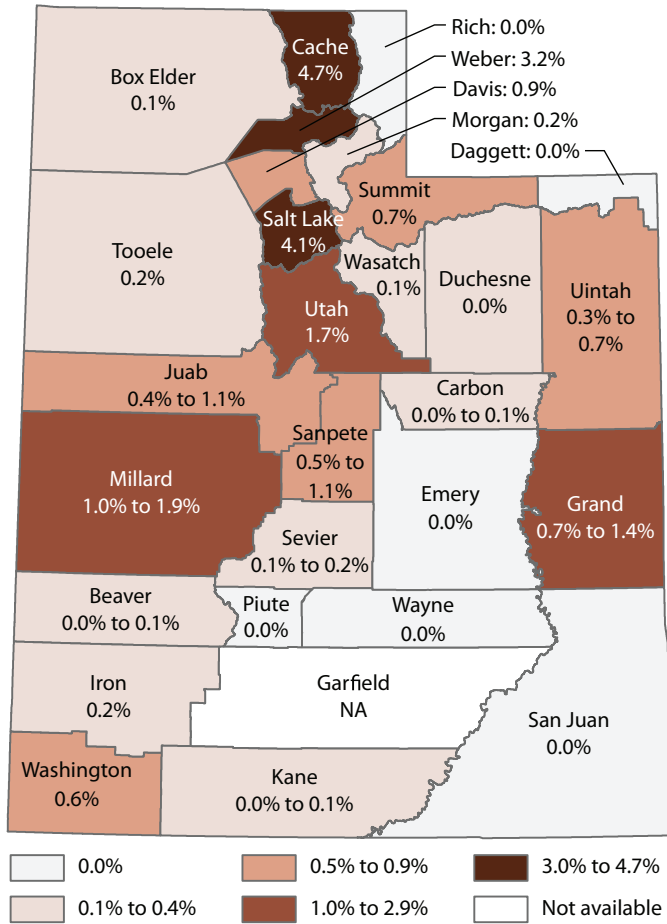 Rich: 0.0%
Weber: 3.2%
Davis: 0.9%
Morgan: 0.2%
Daggett: 0.0%
Cache
4.7%
Box Elder
0.1%
Summit
0.7%
Salt Lake
4.1%
Tooele
0.2%
Wasatch
0.1%
Duchesne
0.0%
Uintah
0.3% to
0.7%
Utah
1.7%
Juab
0.4% to 1.1%
Carbon
0.0% to 0.1%
Sanpete
0.5% to
1.1%
Millard
1.0% to 1.9%
Emery
0.0%
Grand
0.7% to 1.4%
Sevier
0.1% to 0.2%
Beaver
0.0% to 0.1%
Piute
0.0%
Wayne
0.0%
Iron
0.2%
Garfield
NA
San Juan
0.0%
Washington
0.6%
Kane
0.0% to 0.1%
0.0%
0.5% to 0.9%
3.0% to 4.7%
0.1% to 0.4%
1.0% to 2.9%
Not available